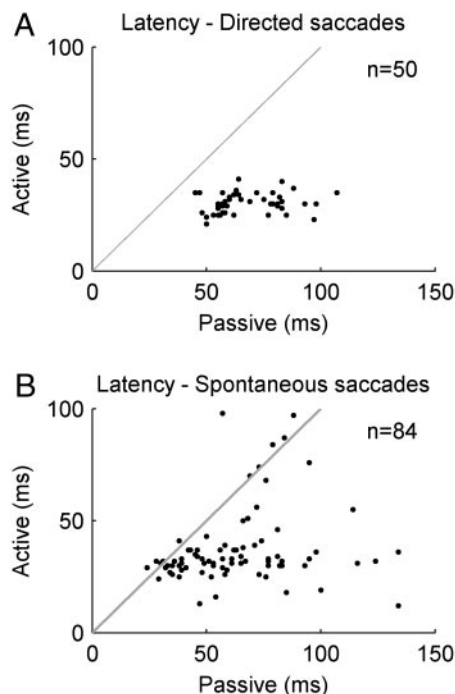 A
Latency - Directed saccades
100
n=50
Active (ms)
50
0
0 50 100 150
Passive (ms)
B
Latency - Spontaneous saccades
100
n=84
Active (ms)
50
0
0 50 100 150
Passive (ms)